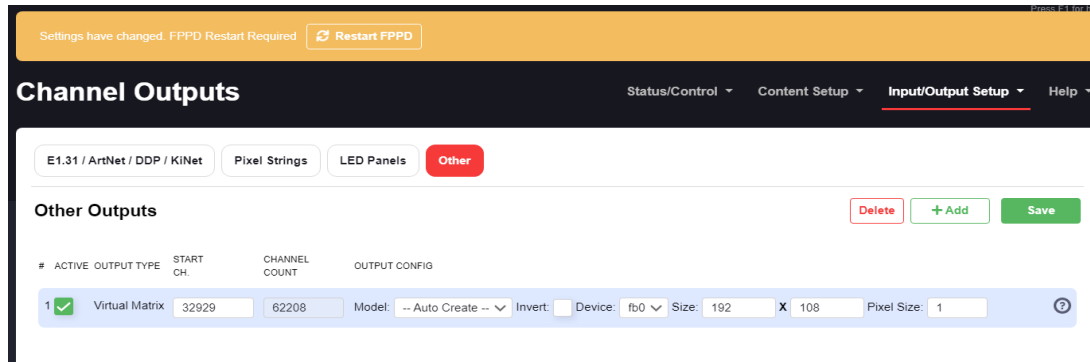 Press F1 for h
Settings have changed. FPPD Restart Required Restart FPPD
Channel Outputs
Status/Control Content Setup Input/Output Setup Help
E1.31 / ArtNet / DDP / KiNet Pixel Strings LED Panels Other
Other Outputs
Delete + Add Save
# ACTIVE OUTPUT TYPE START CH. CHANNEL COUNT OUTPUT CONFIG
1 Virtual Matrix 32929 62208 Model: -- Auto Create -- Invert: Device: fb0 Size: 192 X 108 Pixel Size: 1 ?